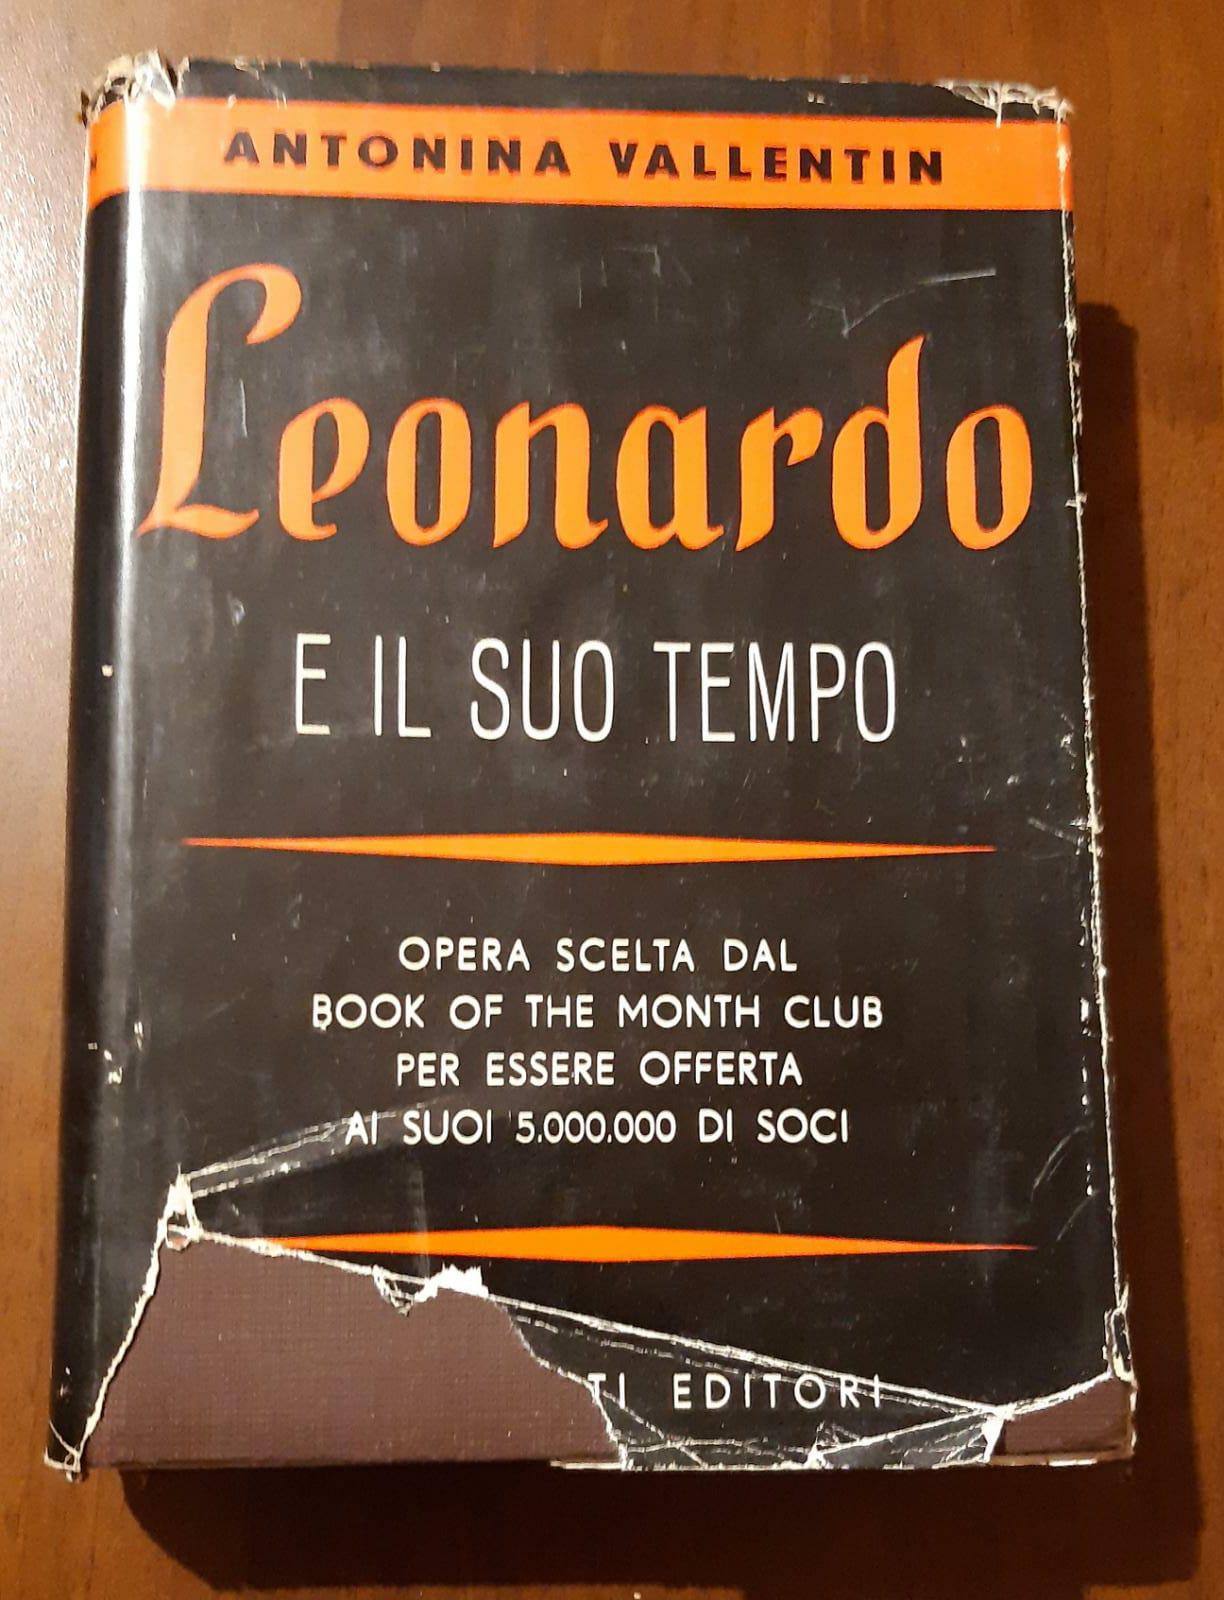 ANTONINA VALLENTIN
Leonardo
E IL SUO TEMPO
OPERA SCELTA DAL
BOOK OF THE MONTH CLUB
PER ESSERE OFFERTA
AI SUOI 5.000.000 DI SOCI
TI EDITORI